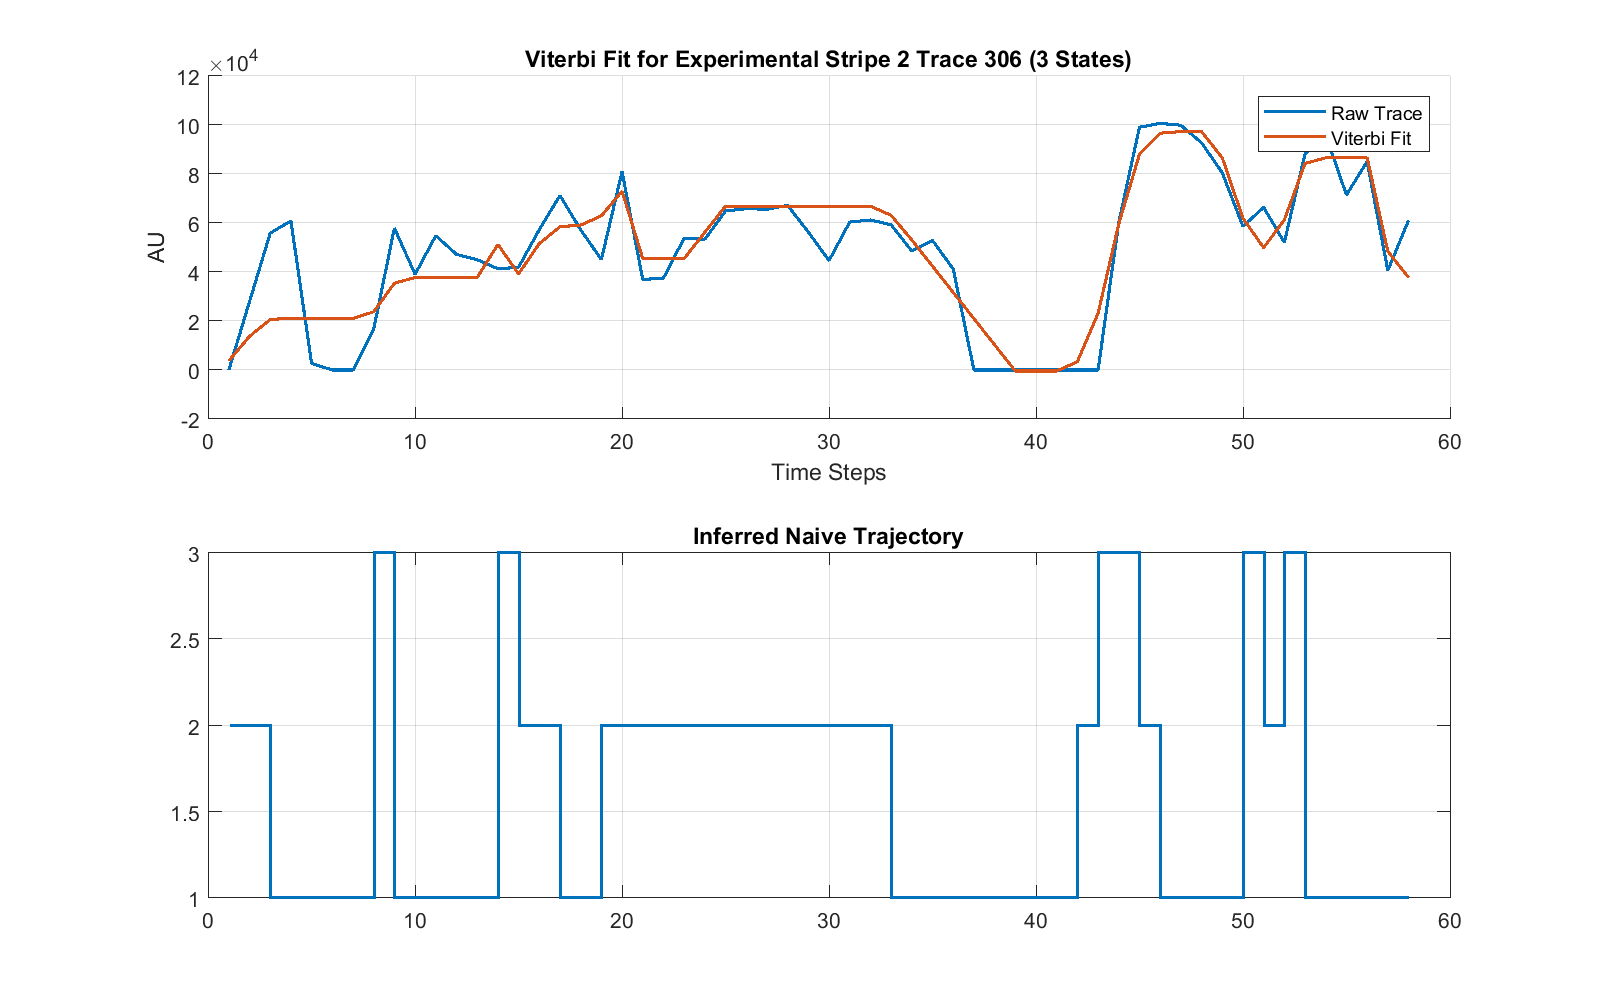 Viterbi Fit for Experimental Stripe 2 Trace 306 (3 States)
×10⁴
12
10
8
6
4
2
0
-2
AU
Raw Trace
Viterbi Fit
0 10 20 30 40 50 60
Time Steps
Inferred Naive Trajectory
3
2.5
2
1.5
1
0 10 20 30 40 50 60